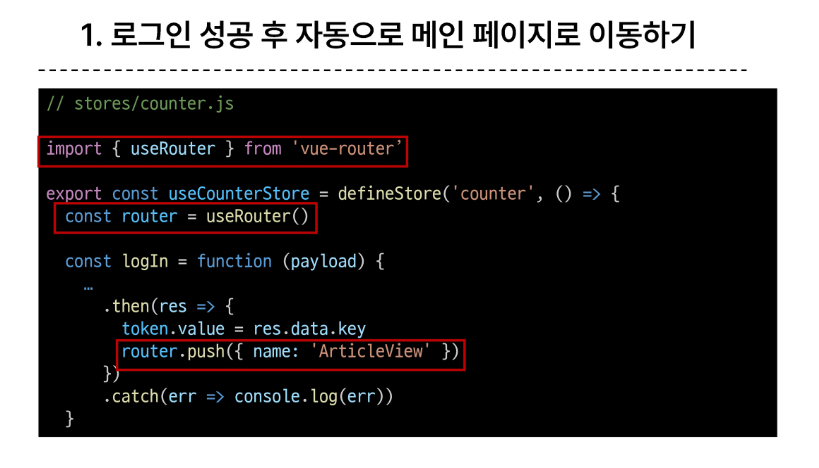 1. 로그인 성공 후 자동으로 메인 페이지로 이동하기
// stores/counter.js
import { useRouter } from 'vue-router’
export const useCounterStore = defineStore('counter', () => {
const router = useRouter()
const logIn = function (payload) {
…
.then(res => {
token.value = res.data.key
router.push({ name: 'ArticleView' })
})
.catch(err => console.log(err))
}